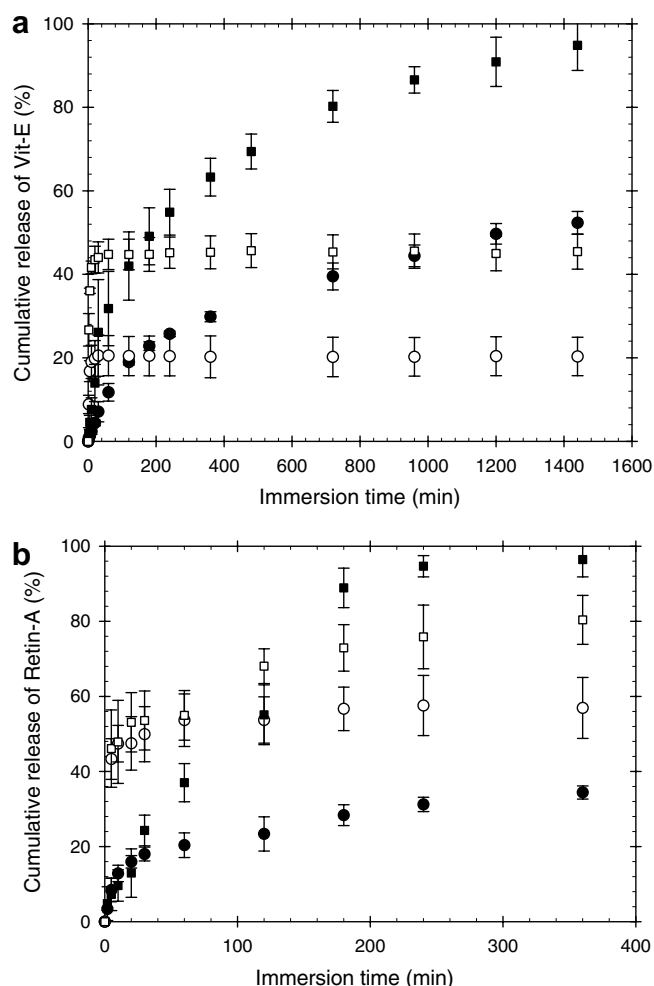 a
Cumulative release of Vit-E (%)
100
80
60
40
20
0
0 200 400 600 800 1000 1200 1400 1600
Immersion time (min)
b
Cumulative release of Retin-A (%)
100
80
60
40
20
0
0 100 200 300 400
Immersion time (min)